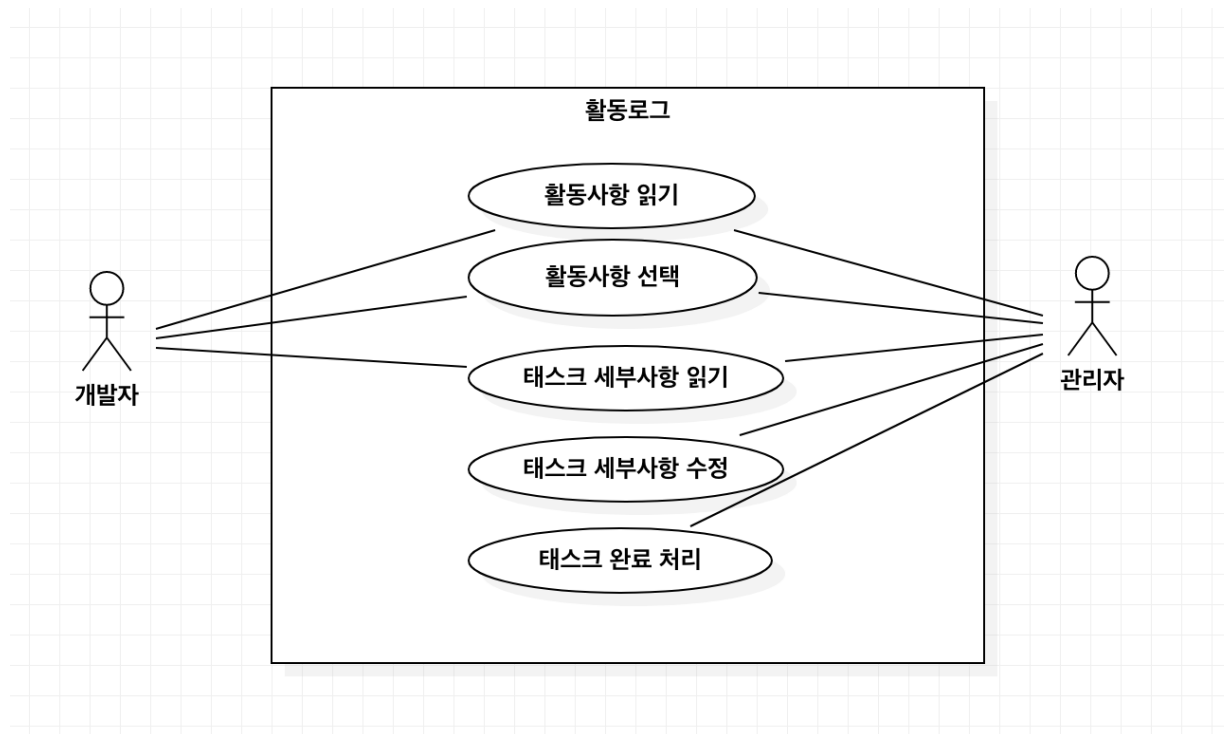 활동로그
활동사항 읽기
활동사항 선택
태스크 세부사항 읽기
태스크 세부사항 수정
태스크 완료 처리
개발자
관리자